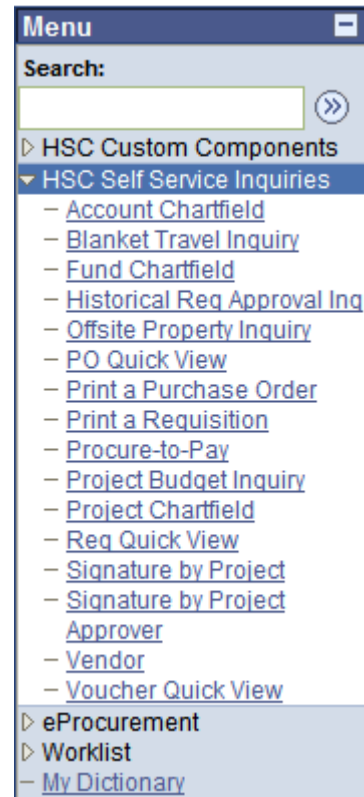 Menu
Search:
HSC Custom Components
HSC Self Service Inquiries
– Account Chartfield
– Blanket Travel Inquiry
– Fund Chartfield
– Historical Req Approval Inq
– Offsite Property Inquiry
– PO Quick View
– Print a Purchase Order
– Print a Requisition
– Procure-to-Pay
– Project Budget Inquiry
– Project Chartfield
– Req Quick View
– Signature by Project
– Signature by Project
Approver
– Vendor
– Voucher Quick View
eProcurement
Worklist
– My Dictionary